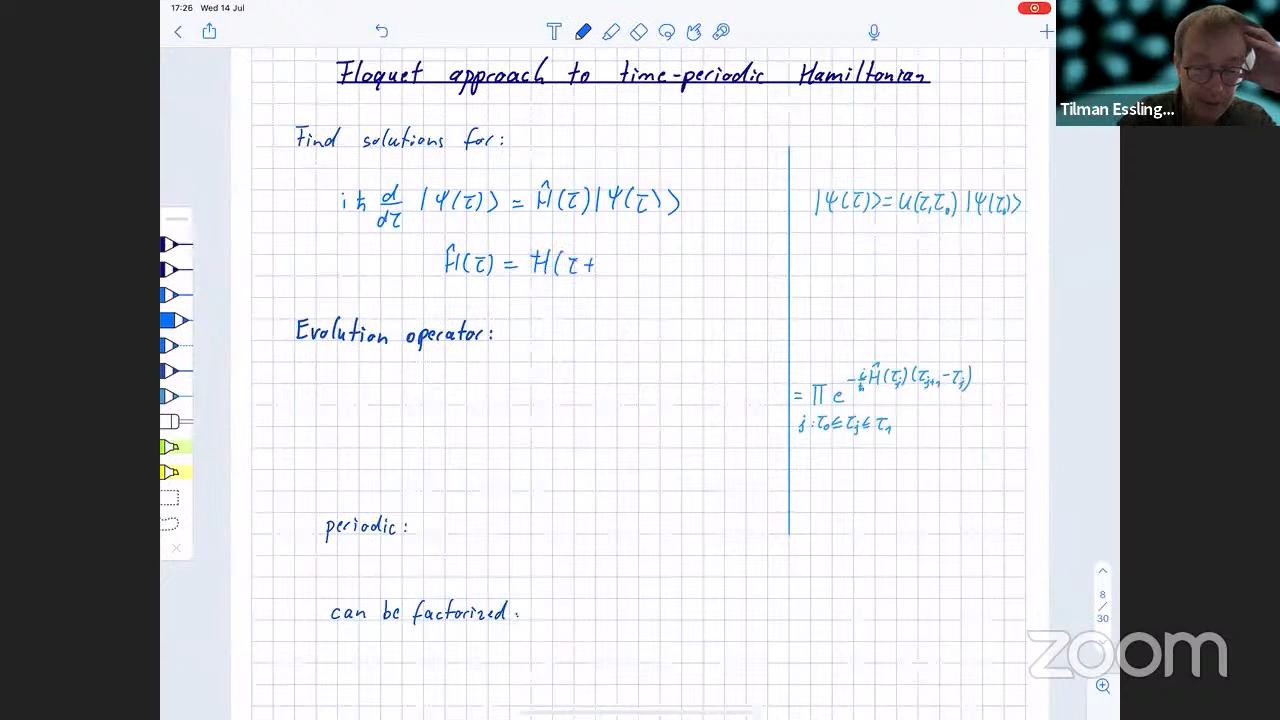 17:26 Wed 14 Jul
Tilman Essling...
Floquet approach to time-periodic Hamiltonian
Find solutions for:
iħ d/dτ |Ψ(τ)⟩ = Ĥ(τ)|Ψ(τ)⟩
|Ψ(τ)⟩ = U(τ,τ₀) |Ψ(τ₀)⟩
Ĥ(τ) = H(τ+
Evolution operator:
= Π e^{-i/ħ Ĥ(τⱼ)(τⱼ₊₁ - τⱼ)}
j: τ₀ ≤ τⱼ ≤ τ₁
periodic:
can be factorized:
8
/
30
zoom